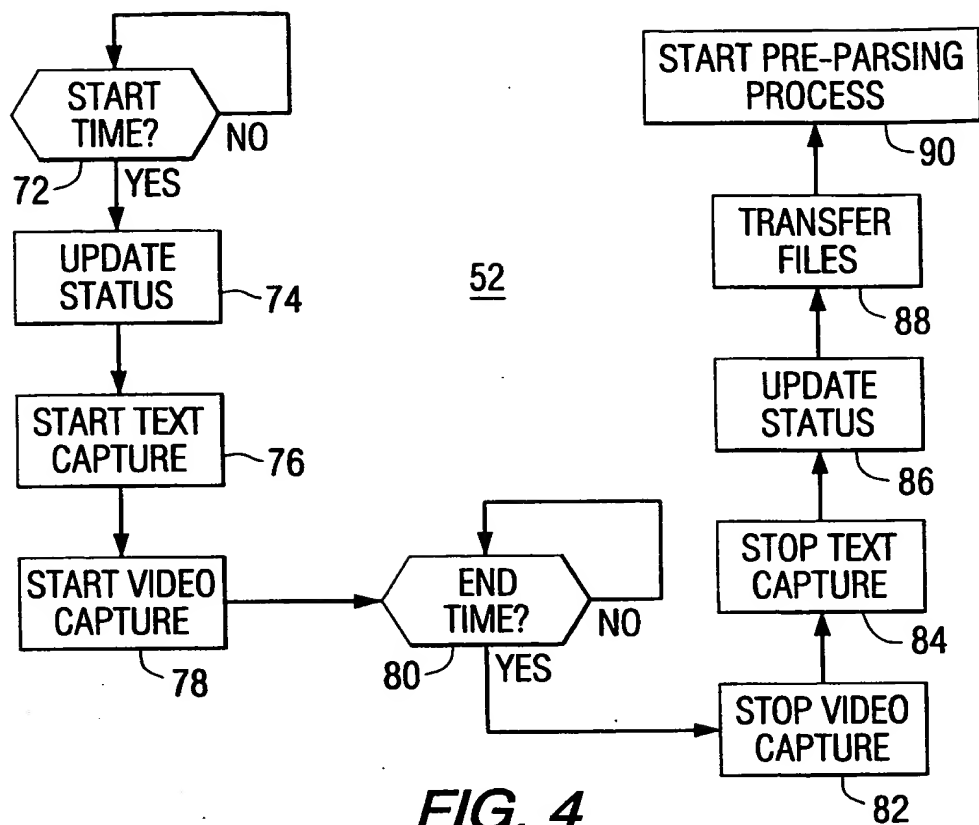 START
TIME?
NO
72
YES
UPDATE
STATUS
74
START TEXT
CAPTURE
76
START VIDEO
CAPTURE
78
52
END
TIME?
NO
80
YES
STOP VIDEO
CAPTURE
82
STOP TEXT
CAPTURE
84
UPDATE
STATUS
86
TRANSFER
FILES
88
START PRE-PARSING
PROCESS
90
FIG. 4